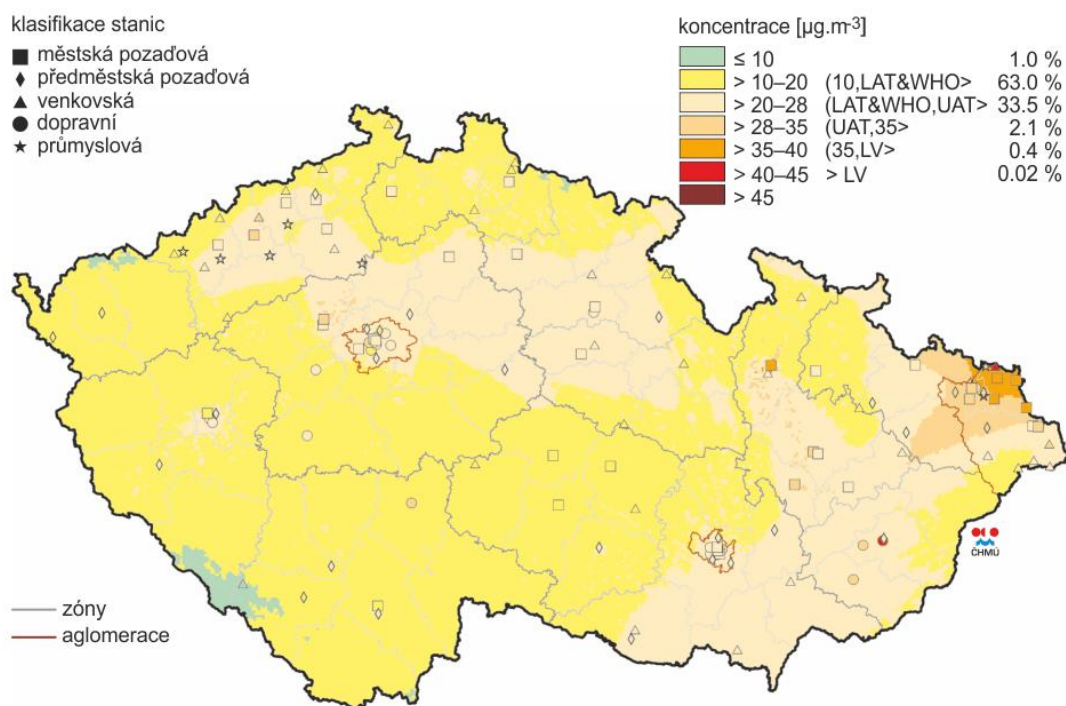 klasifikace stanic
městská pozaďová
předměstská pozaďová
venkovská
dopravní
průmyslová
koncentrace [µg.m-3]
≤ 10 1.0 %
> 10–20 (10,LAT&WHO> 63.0 %
> 20–28 (LAT&WHO,UAT> 33.5 %
> 28–35 (UAT,35> 2.1 %
> 35–40 (35,LV> 0.4 %
> 40–45 > LV 0.02 %
> 45
ČHMÚ
zóny
aglomerace